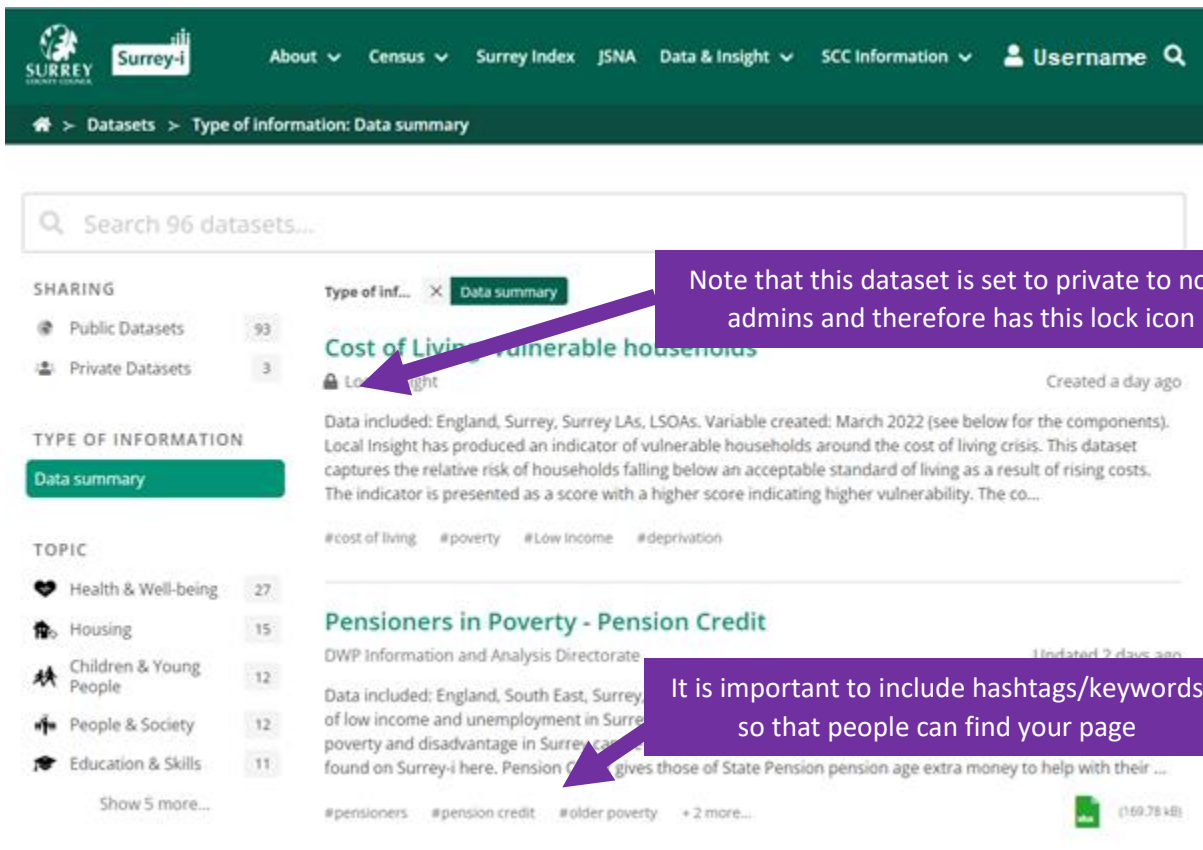 SURREY
COUNTY COUNCIL
Surrey-i
About Census Surrey Index JSNA Data & Insight SCC Information Username
> Datasets > Type of information: Data summary
Search 96 datasets...
SHARING
Public Datasets 93
Private Datasets 3
TYPE OF INFORMATION
Data summary
TOPIC
Health & Well-being 27
Housing 15
Children & Young
People 12
People & Society 12
Education & Skills 11
Show 5 more...
Type of inf... × Data summary
Note that this dataset is set to private to
admins and therefore has this lock icon
Cost of Living Vulnerable households
Created a day ago
Data included: England, Surrey, Surrey LAs, LSOAs. Variable created: March 2022 (see below for the components).
Local Insight has produced an indicator of vulnerable households around the cost of living crisis. This dataset
captures the relative risk of households falling below an acceptable standard of living as a result of rising costs.
The indicator is presented as a score with a higher score indicating higher vulnerability. The co...
#cost of living #poverty #Low Income #deprivation
Pensioners in Poverty - Pension Credit
DWP Information and Analysis Directorate Updated 2 days ago
It is important to include hashtags/keywords
so that people can find your page
Data included: England, South East, Surrey,
of low income and unemployment in
poverty and disadvantage in Surrey
found on Surrey-i here. Pension gives those of State Pension pension age extra money to help with their ...
#pensioners #pension credit #older poverty + 2 more...
xlsx (169.78 kB)